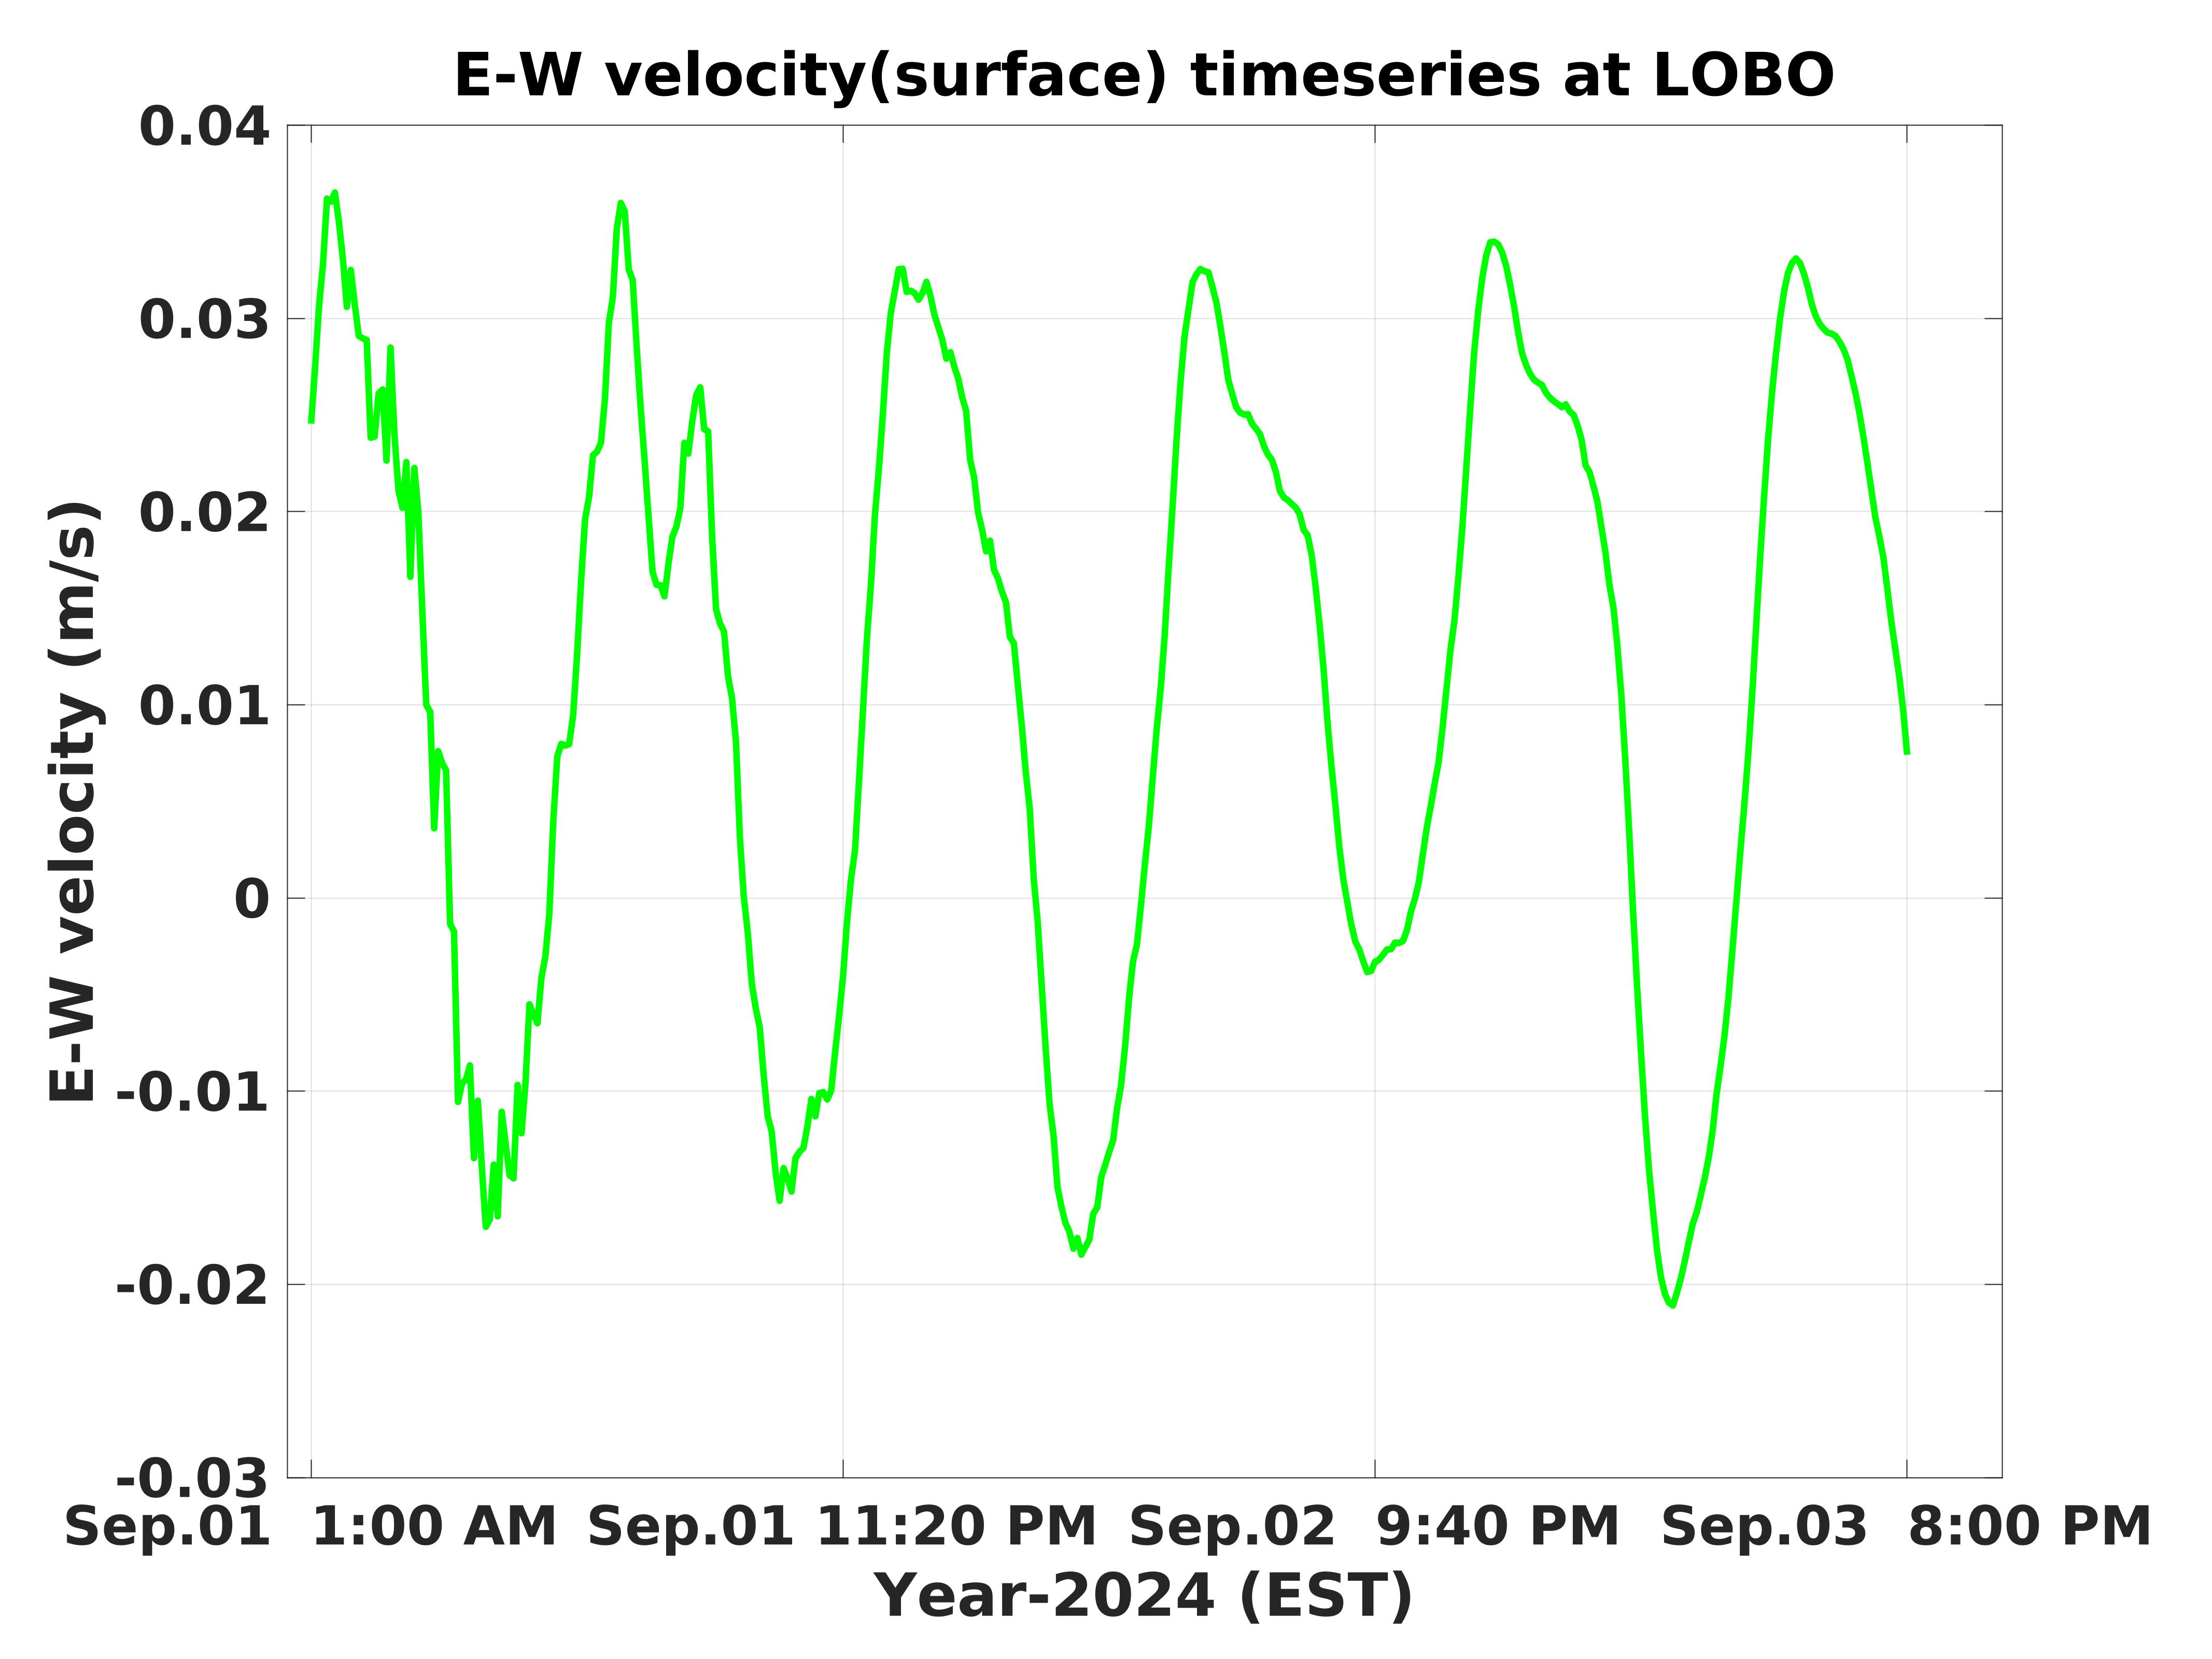 E-W velocity(surface) timeseries at LOBO
0.04
0.03
0.02
0.01
0
-0.01
-0.02
-0.03
E-W velocity (m/s)
Sep.01  1:00 AM
Sep.01 11:20 PM
Sep.02  9:40 PM
Sep.03  8:00 PM
Year-2024 (EST)